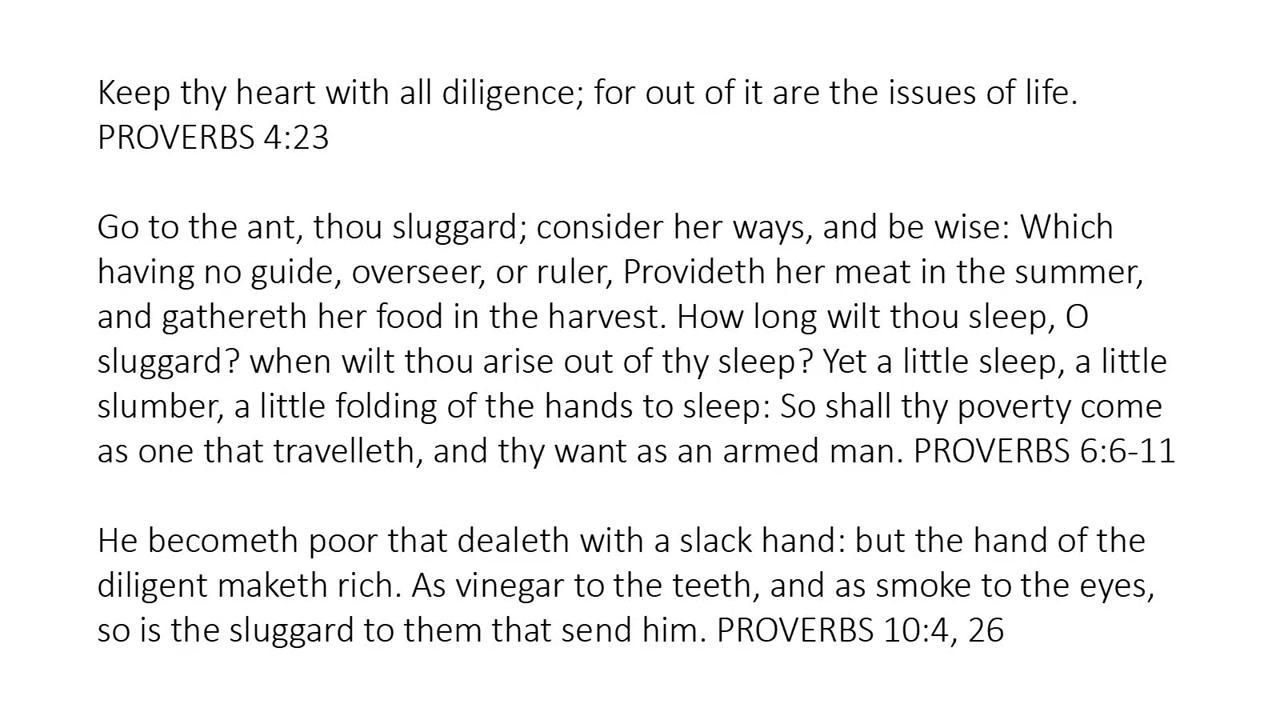 Keep thy heart with all diligence; for out of it are the issues of life.
PROVERBS 4:23
Go to the ant, thou sluggard; consider her ways, and be wise: Which
having no guide, overseer, or ruler, Provideth her meat in the summer,
and gathereth her food in the harvest. How long wilt thou sleep, O
sluggard? when wilt thou arise out of thy sleep? Yet a little sleep, a little
slumber, a little folding of the hands to sleep: So shall thy poverty come
as one that travelleth, and thy want as an armed man. PROVERBS 6:6-11
He becometh poor that dealeth with a slack hand: but the hand of the
diligent maketh rich. As vinegar to the teeth, and as smoke to the eyes,
so is the sluggard to them that send him. PROVERBS 10:4, 26